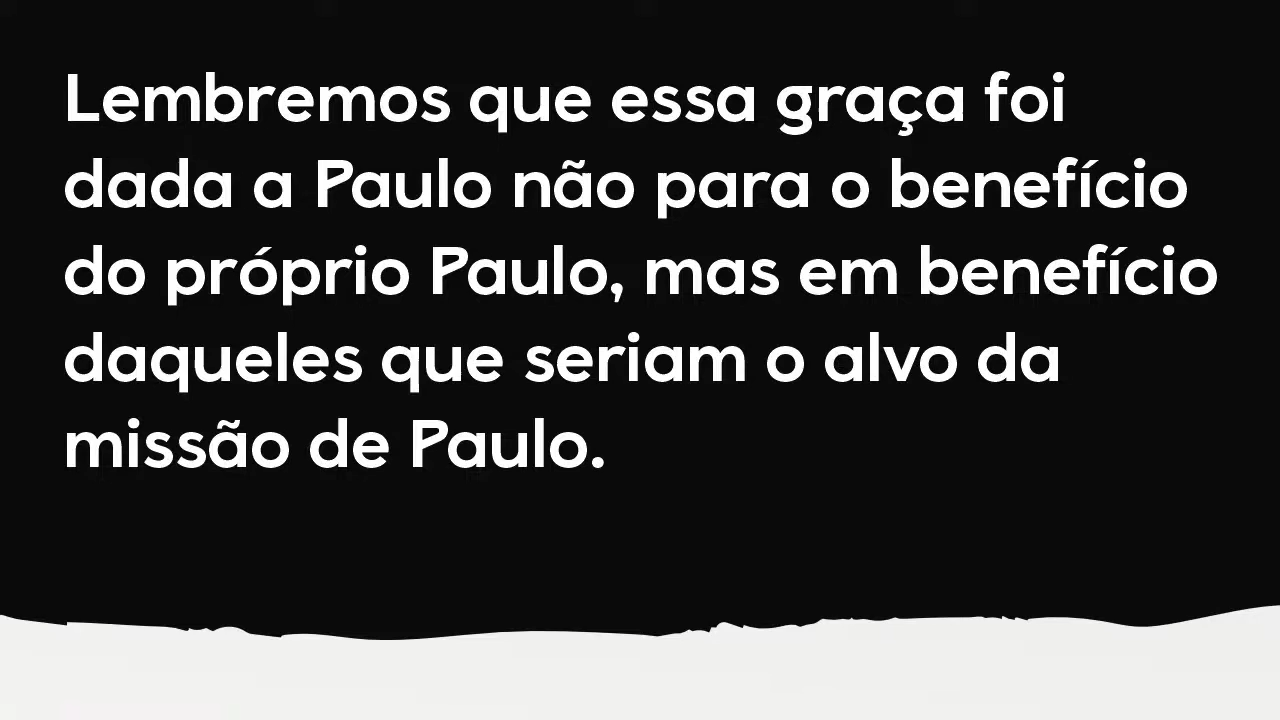 Lembremos que essa graça foi
dada a Paulo não para o benefício
do próprio Paulo, mas em benefício
daqueles que seriam o alvo da
missão de Paulo.